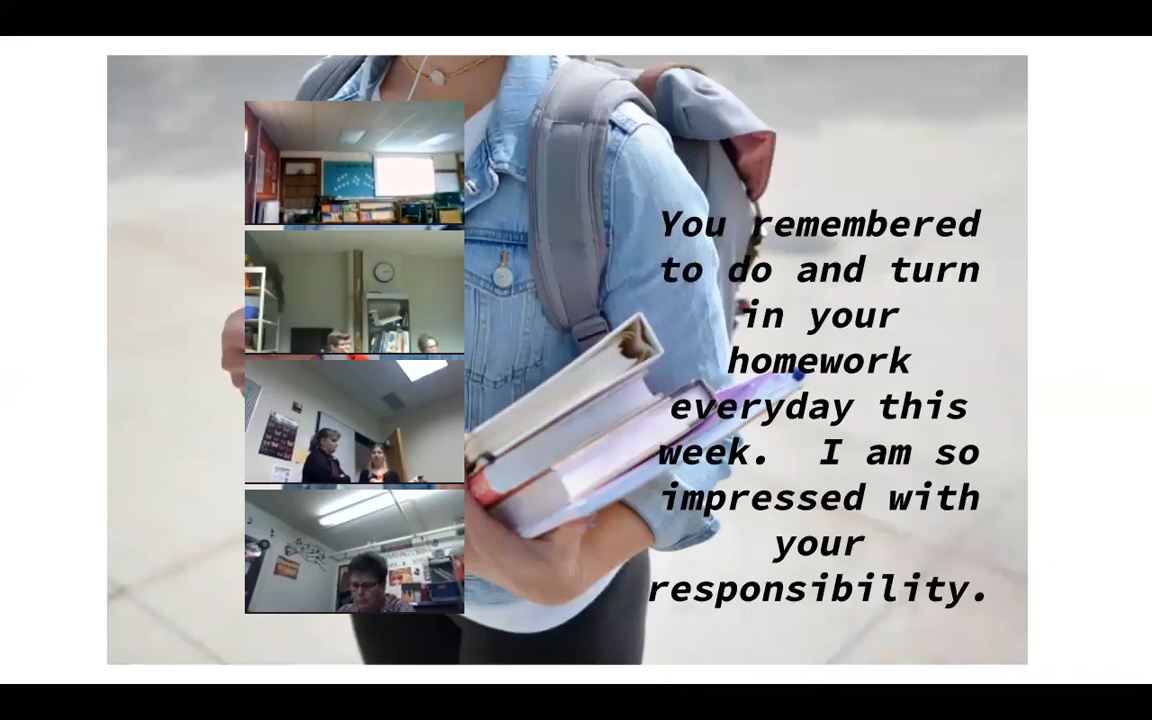 You remembered
to do and turn
in your
homework
everyday this
week.  I am so
impressed with
your
responsibility.